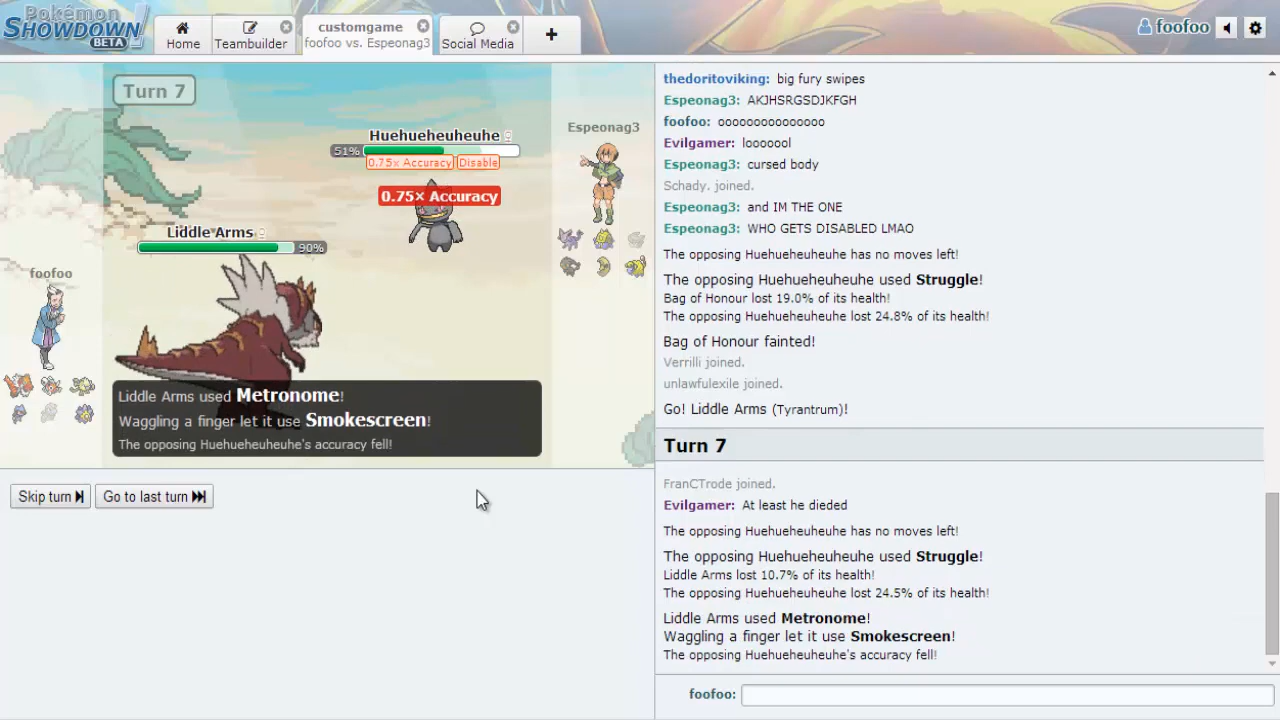 Pokémon
SHOWDOWN!
BETA
Home
Teambuilder
customgame
foofoo vs. Espeonag3
Social Media
+
foofoo
Turn 7
Huehueheuheuhe
51%
0.75x Accuracy Disable
0.75× Accuracy
Liddle Arms
90%
Espeonag3
foofoo
Liddle Arms used Metronome!
Waggling a finger let it use Smokescreen!
The opposing Huehueheuheuhe's accuracy fell!
Skip turn
Go to last turn
thedoritoviking: big fury swipes
Espeonag3: AKJHSRGSDJKFGH
foofoo: ooooooooooooooo
Evilgamer: looooool
Espeonag3: cursed body
Schady. joined.
Espeonag3: and IM THE ONE
Espeonag3: WHO GETS DISABLED LMAO
The opposing Huehueheuheuhe has no moves left!
The opposing Huehueheuheuhe used Struggle!
Bag of Honour lost 19.0% of its health!
The opposing Huehueheuheuhe lost 24.8% of its health!
Bag of Honour fainted!
Verrilli joined.
unlawfulexile joined.
Go! Liddle Arms (Tyrantrum)!
Turn 7
FranCTrode joined.
Evilgamer: At least he dieded
The opposing Huehueheuheuhe has no moves left!
The opposing Huehueheuheuhe used Struggle!
Liddle Arms lost 10.7% of its health!
The opposing Huehueheuheuhe lost 24.5% of its health!
Liddle Arms used Metronome!
Waggling a finger let it use Smokescreen!
The opposing Huehueheuheuhe's accuracy fell!
foofoo: